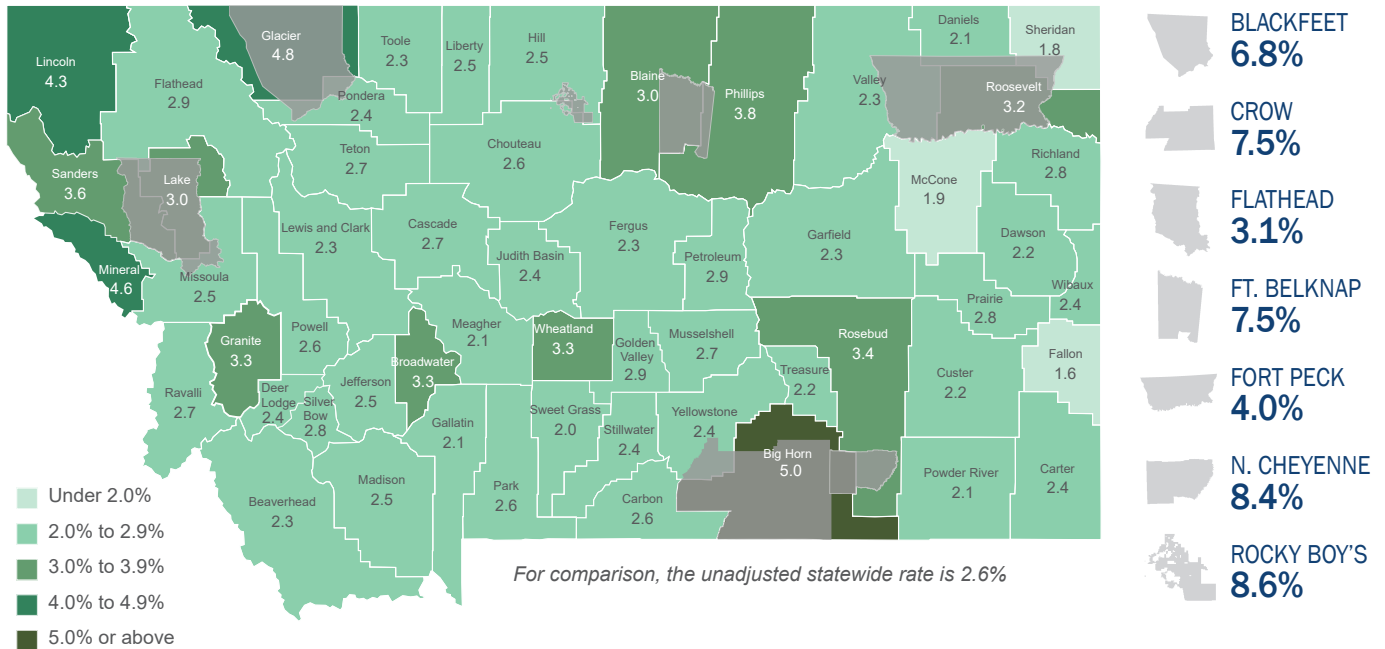 Lincoln
4.3
Flathead
2.9
Glacier
4.8
Toole
2.3
Liberty
2.5
Hill
2.5
Blaine
3.0
Phillips
3.8
Valley
2.3
Daniels
2.1
Sheridan
1.8
Roosevelt
3.2
Pondera
2.4
Teton
2.7
Chouteau
2.6
Sanders
3.6
Lake
3.0
McCone
1.9
Richland
2.8
Mineral
4.6
Missoula
2.5
Lewis and Clark
2.3
Cascade
2.7
Judith Basin
2.4
Fergus
2.3
Petroleum
2.9
Garfield
2.3
Dawson
2.2
Wibaux
2.4
Prairie
2.8
Granite
3.3
Powell
2.6
Broadwater
3.3
Meagher
2.1
Wheatland
3.3
Golden
Valley
2.9
Musselshell
2.7
Rosebud
3.4
Treasure
2.2
Custer
2.2
Fallon
1.6
Ravalli
2.7
Deer
Lodge
2.4
Silver
Bow
2.8
Jefferson
2.5
Gallatin
2.1
Sweet Grass
2.0
Stillwater
2.4
Yellowstone
2.4
Big Horn
5.0
Powder River
2.1
Carter
2.4
Beaverhead
2.3
Madison
2.5
Park
2.6
Carbon
2.6
Under 2.0%
2.0% to 2.9%
3.0% to 3.9%
4.0% to 4.9%
5.0% or above
For comparison, the unadjusted statewide rate is 2.6%
BLACKFEET
6.8%
CROW
7.5%
FLATHEAD
3.1%
FT. BELKNAP
7.5%
FORT PECK
4.0%
N. CHEYENNE
8.4%
ROCKY BOY'S
8.6%